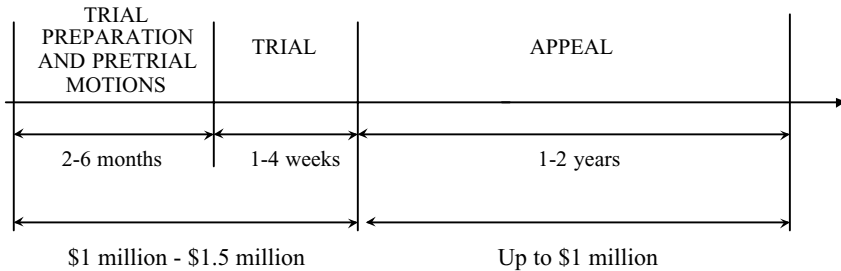 TRIAL
PREPARATION
AND PRETRIAL
MOTIONS
TRIAL
APPEAL
2-6 months
1-4 weeks
1-2 years
$1 million - $1.5 million
Up to $1 million